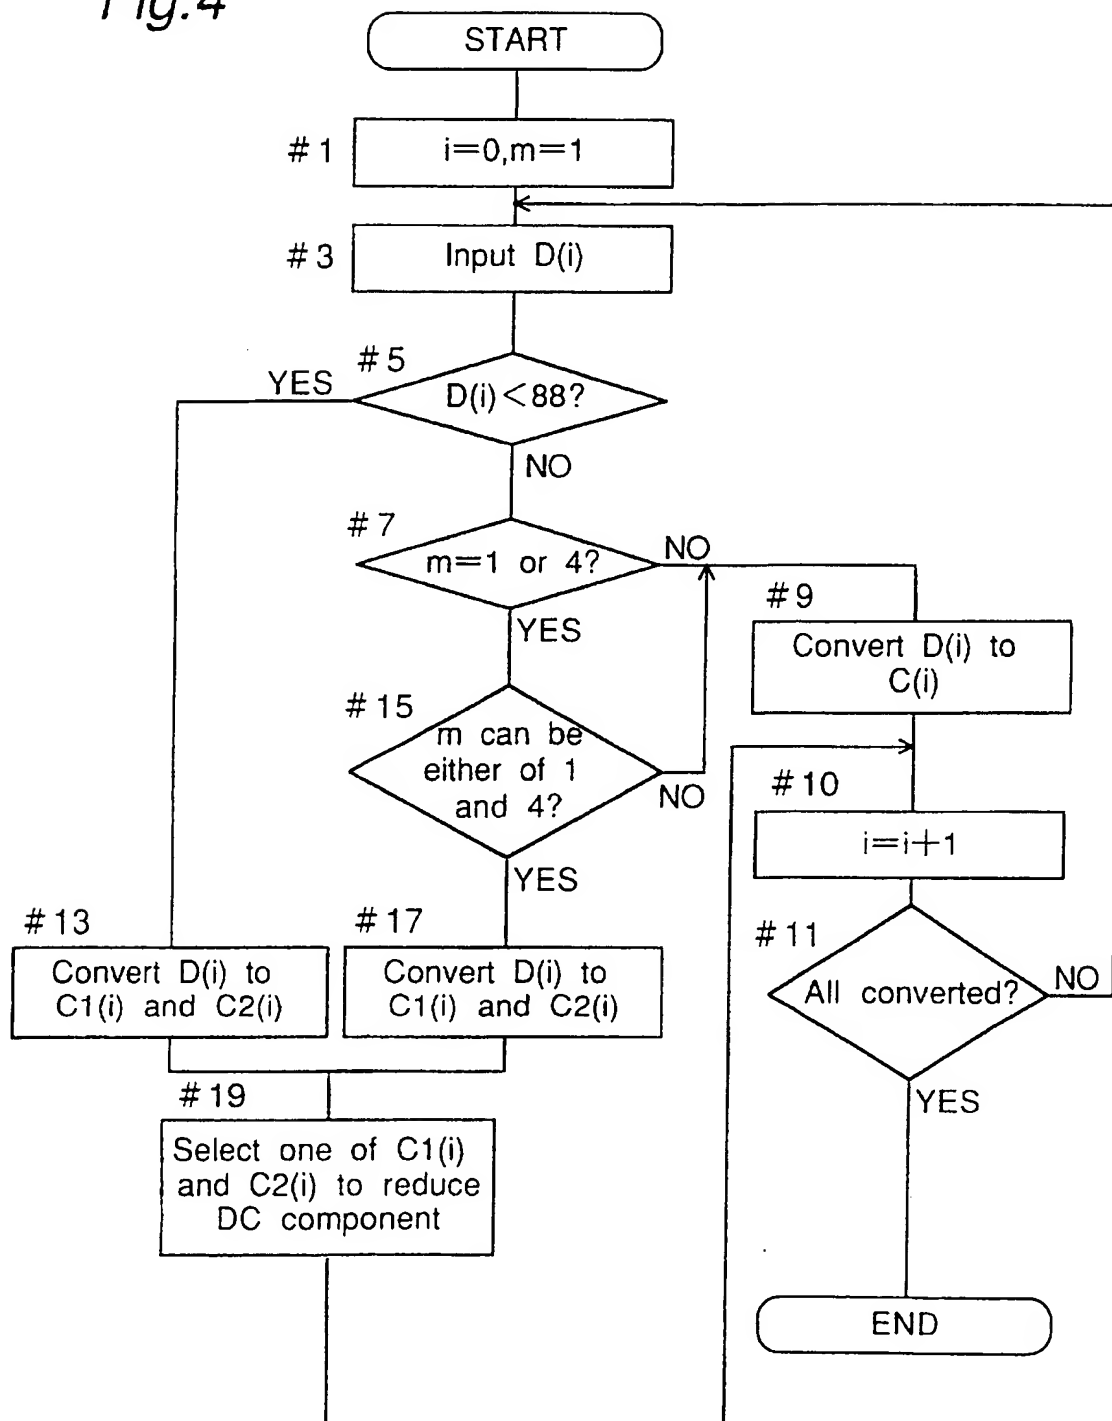 Fig.4
START
#1
i=0,m=1
#3
Input D(i)
#5
YES
D(i)<88?
NO
#7
m=1 or 4?
NO
YES
#9
Convert D(i) to
C(i)
#15
m can be
either of 1
and 4?
NO
YES
#10
i=i+1
#11
All converted?
NO
YES
#13
Convert D(i) to
C1(i) and C2(i)
#17
Convert D(i) to
C1(i) and C2(i)
#19
Select one of C1(i)
and C2(i) to reduce
DC component
END